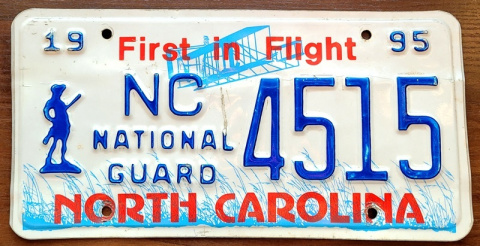 19 First in Flight 95
NC
NATIONAL
GUARD
4515
NORTH CAROLINA